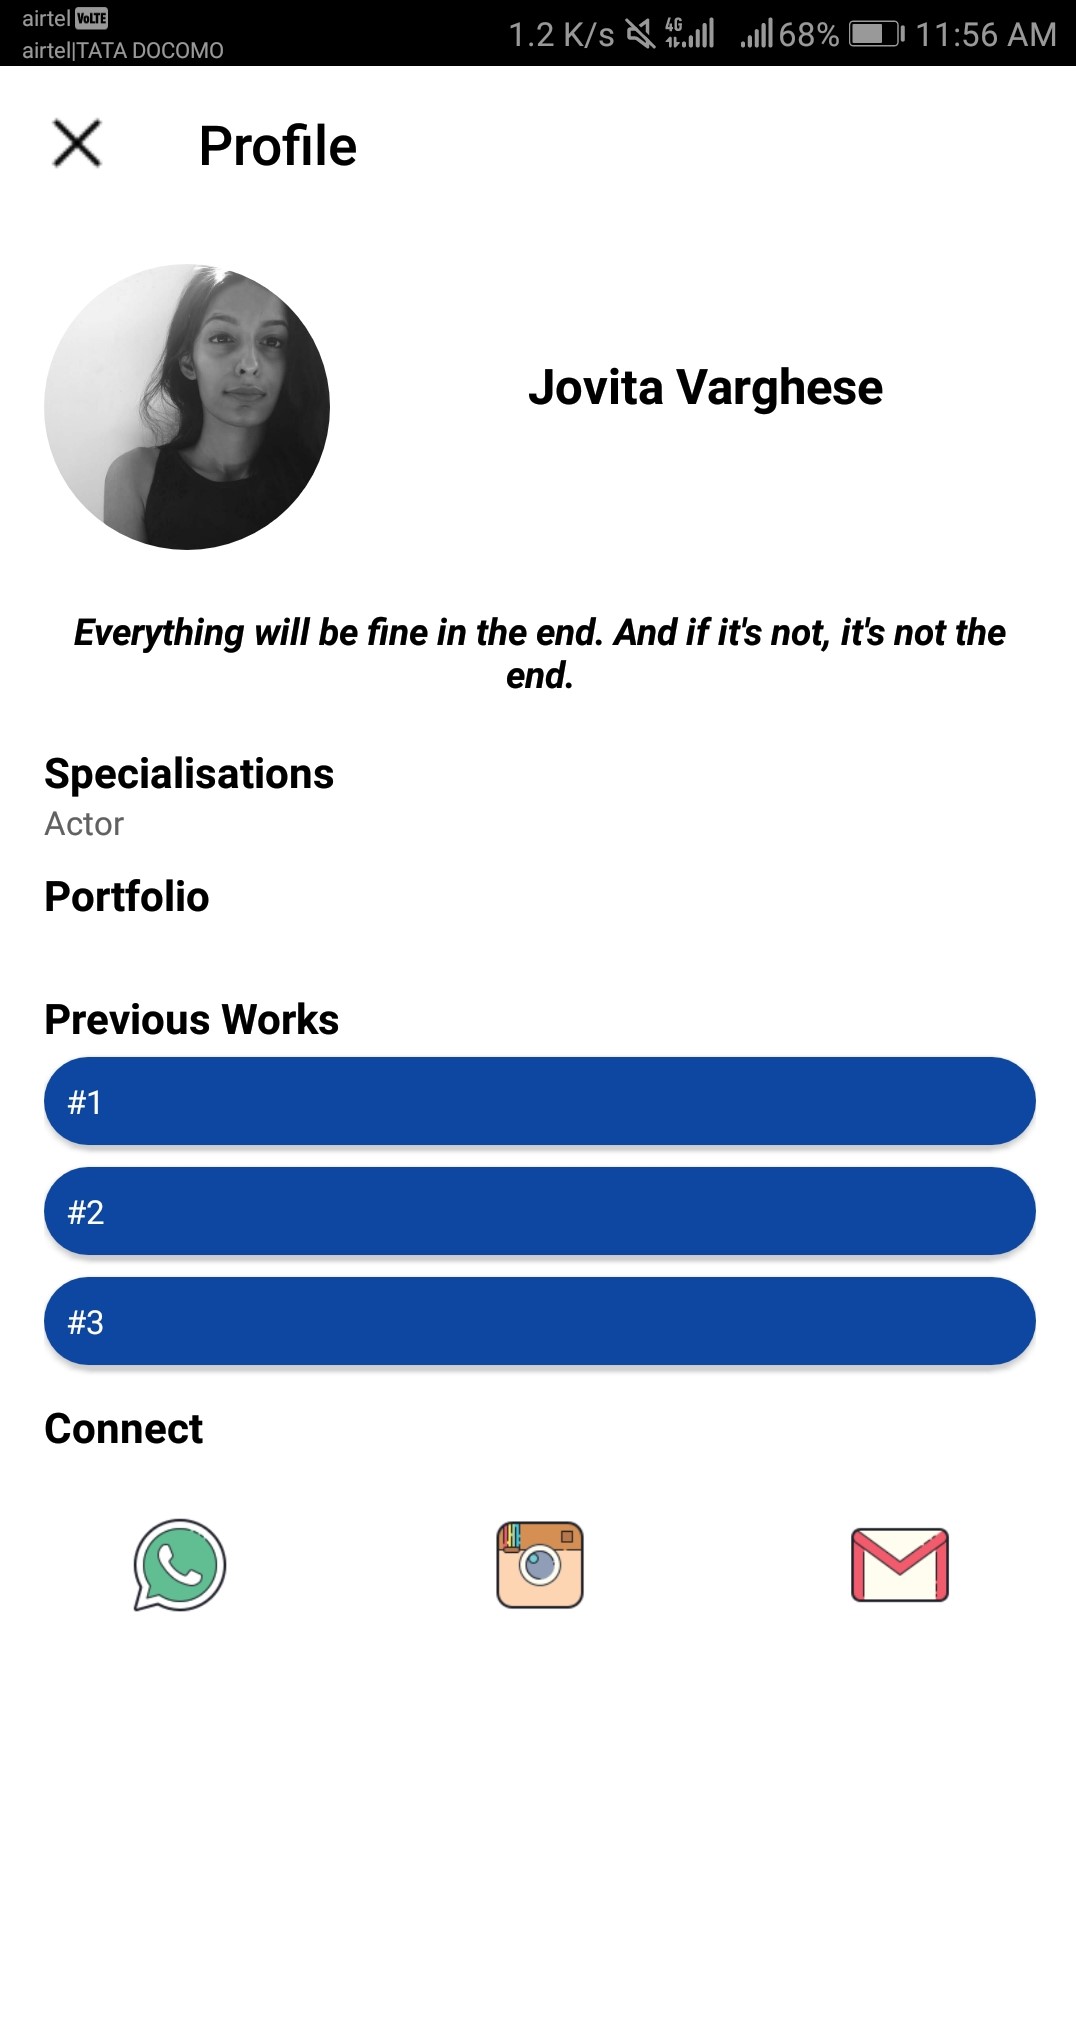 airtel VoLTE
airtel|TATA DOCOMO
1.2 K/s 4G 68% 11:56 AM
Profile
Jovita Varghese
Everything will be fine in the end. And if it's not, it's not the
end.
Specialisations
Actor
Portfolio
Previous Works
#1
#2
#3
Connect